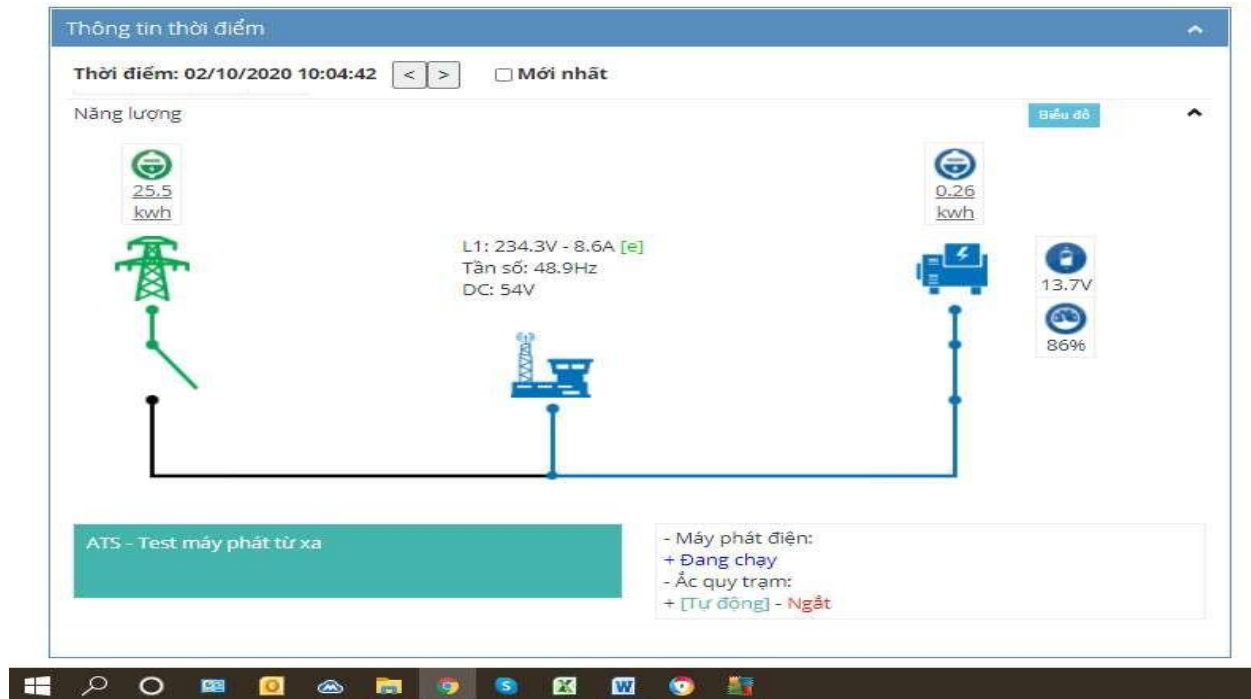 Thông tin thời điểm
Thời điểm: 02/10/2020 10:04:42 < > Mới nhất
Năng lượng
Biểu đồ
25.5
kwh
0.26
kwh
L1: 234.3V - 8.6A [e]
Tần số: 48.9Hz
DC: 54V
13.7V
86%
ATS - Test máy phát từ xa
- Máy phát điện:
+ Đang chạy
- Ắc quy trạm:
+ [Tự động] - Ngắt